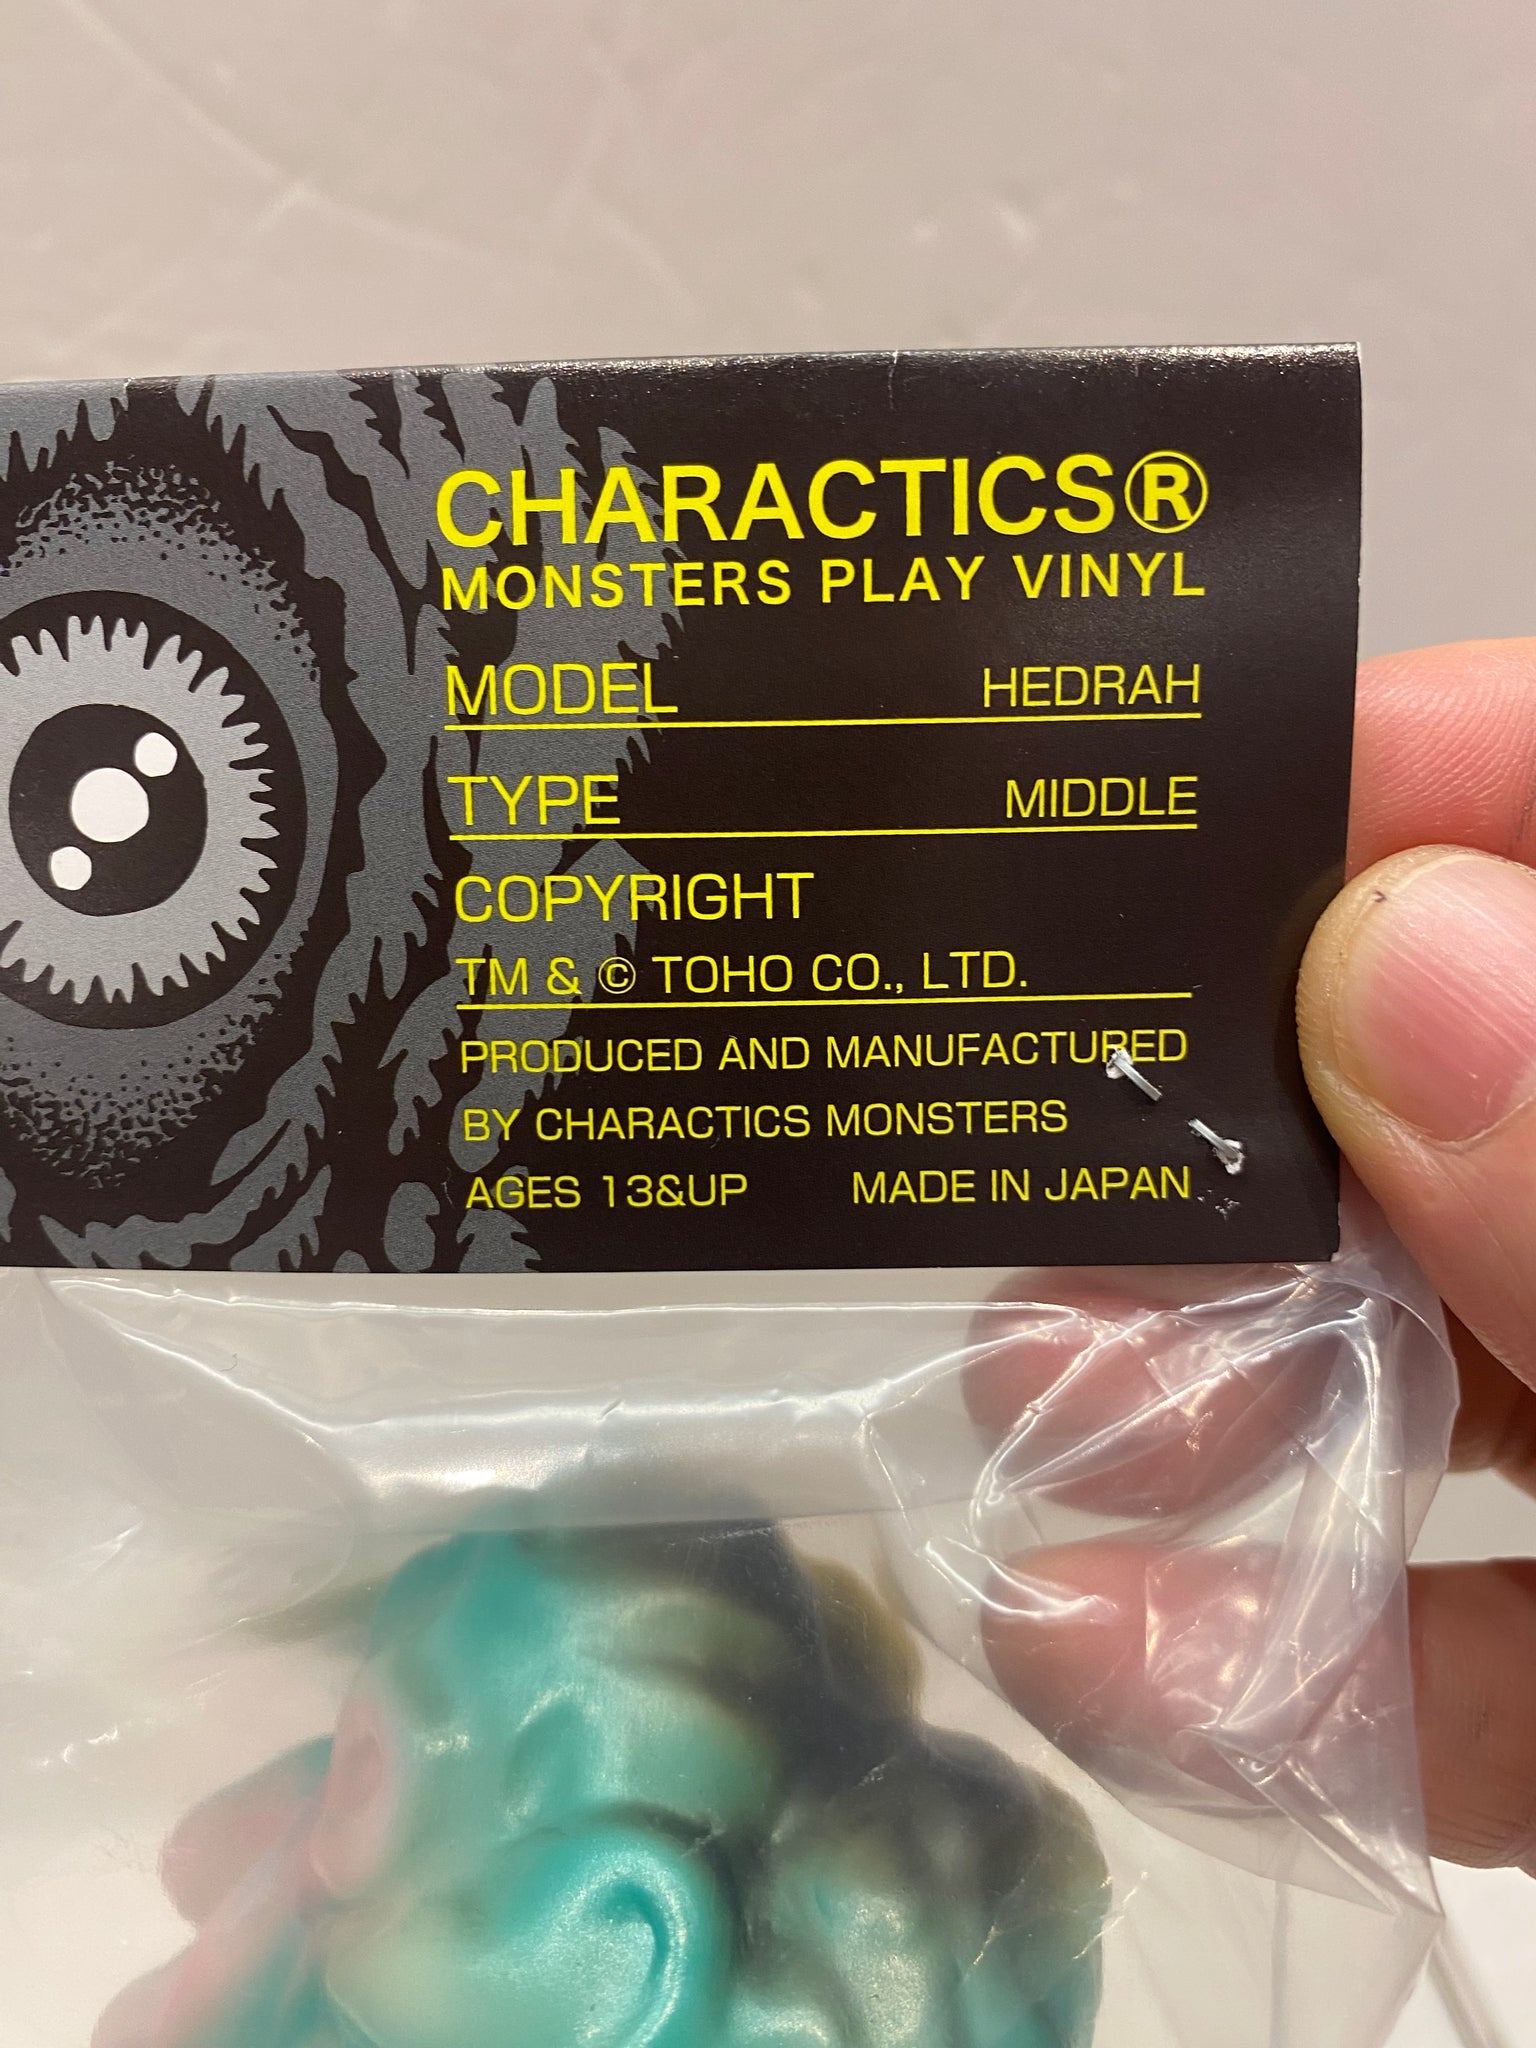 CHARACTICS®
MONSTERS PLAY VINYL
MODEL HEDRAH
TYPE MIDDLE
COPYRIGHT
TM & © TOHO CO., LTD.
PRODUCED AND MANUFACTURED
BY CHARACTICS MONSTERS
AGES 13&UP MADE IN JAPAN